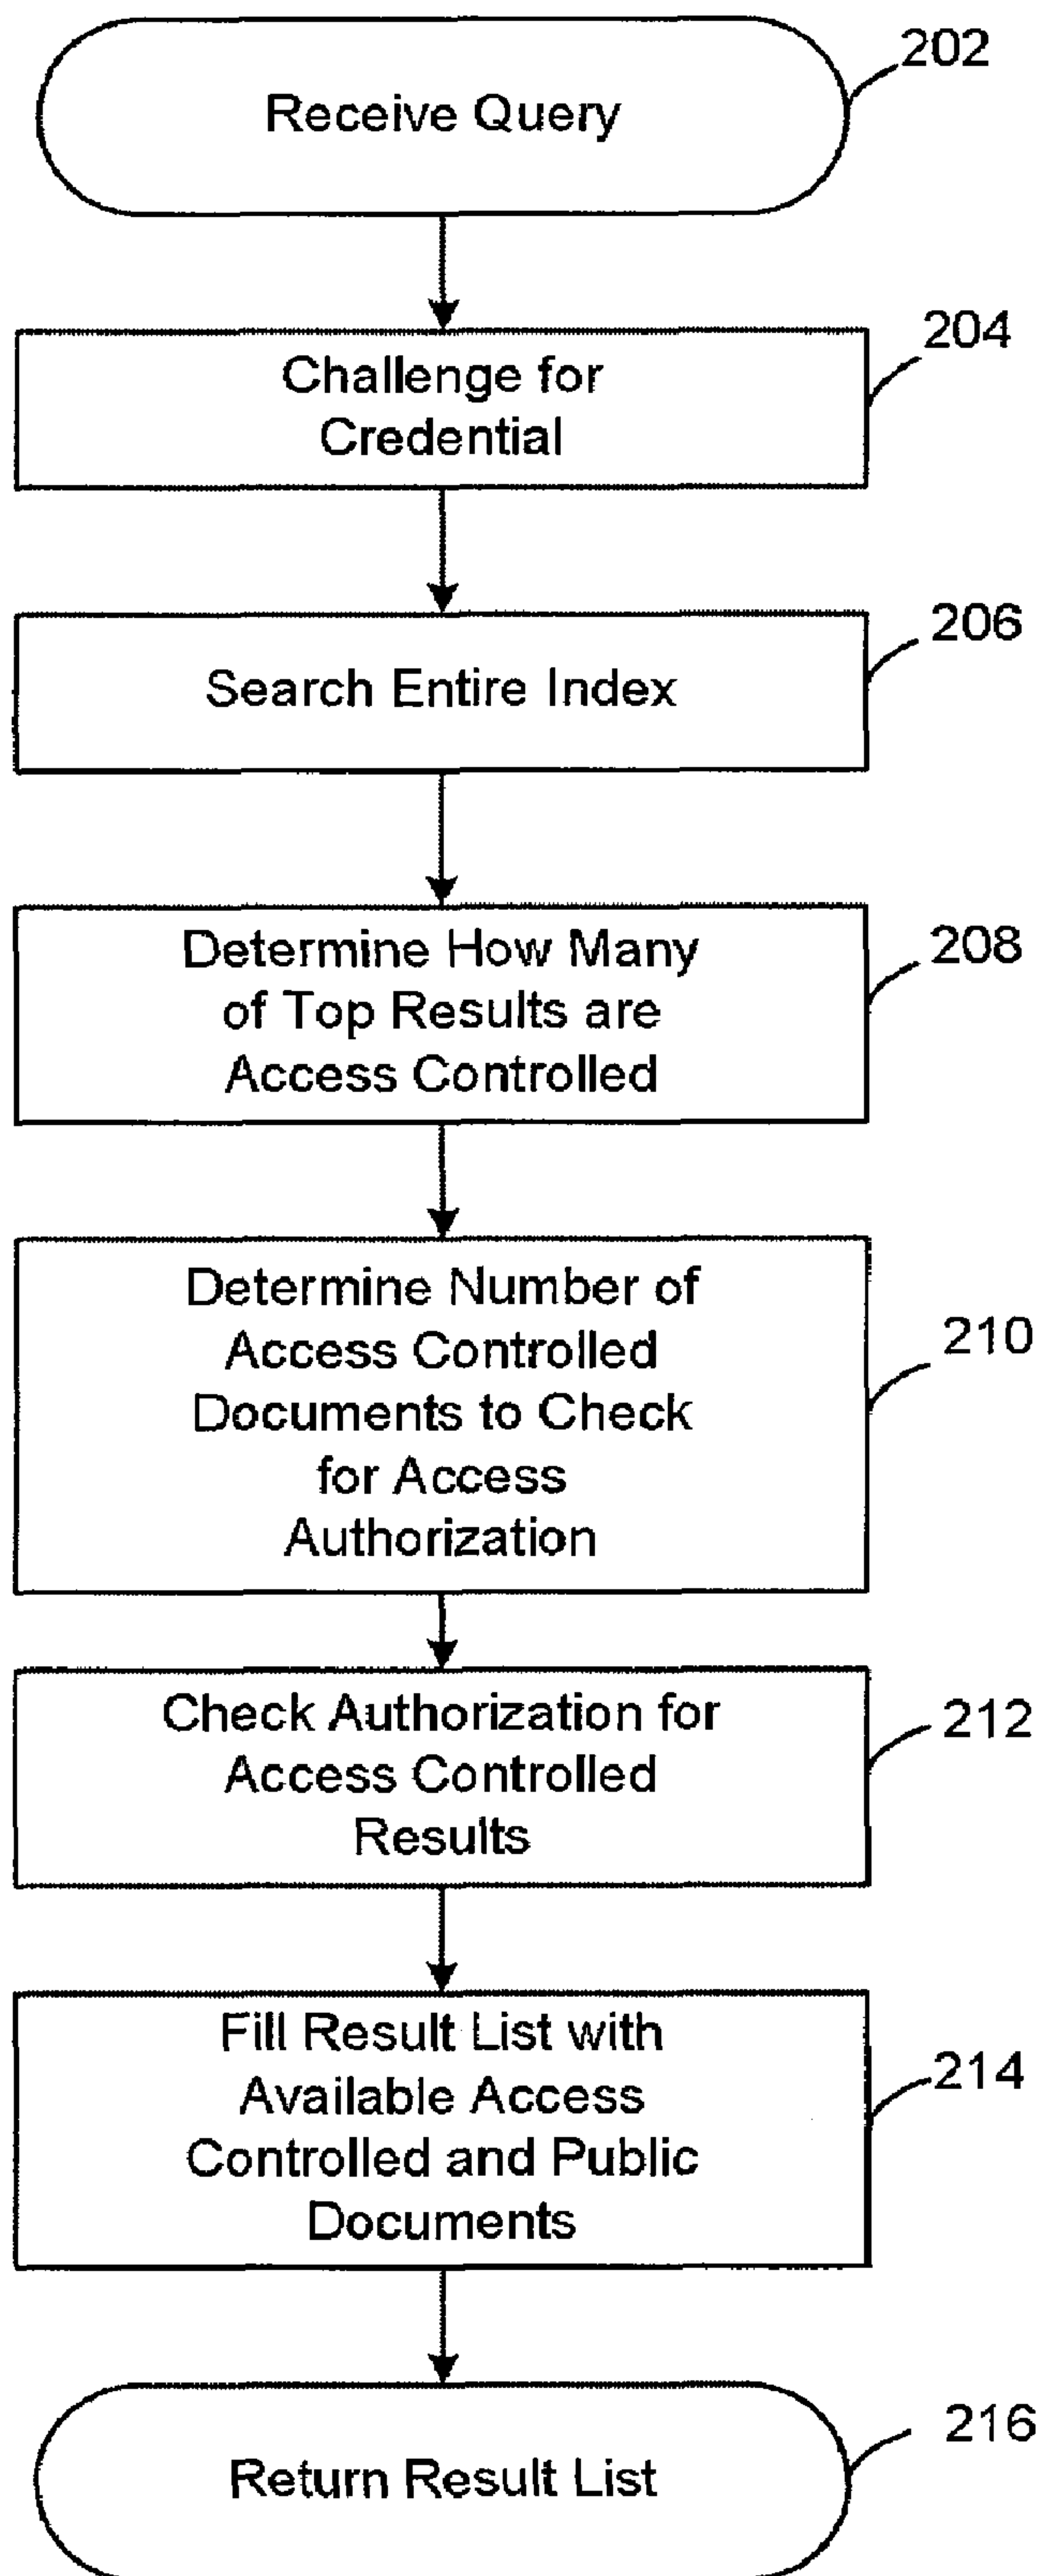 202
Receive Query
204
Challenge for
Credential
206
Search Entire Index
208
Determine How Many
of Top Results are
Access Controlled
210
Determine Number of
Access Controlled
Documents to Check
for Access
Authorization
212
Check Authorization for
Access Controlled
Results
214
Fill Result List with
Available Access
Controlled and Public
Documents
216
Return Result List